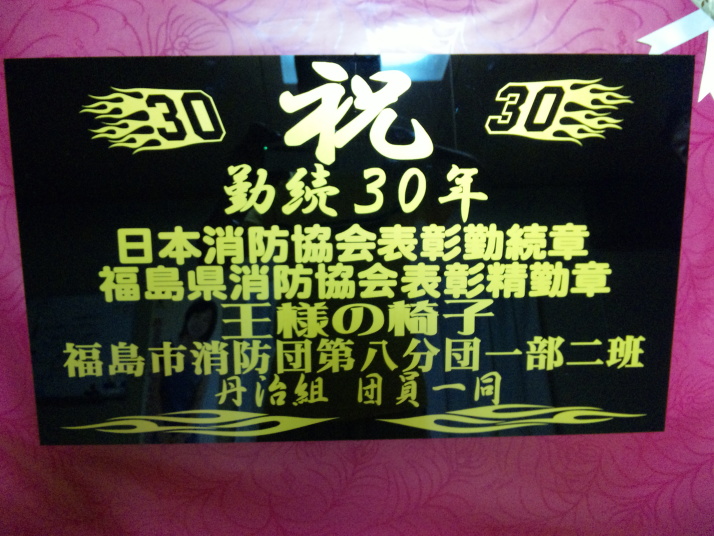 30 祝 30
勤続30年
日本消防協会表彰勤続章
福島県消防協会表彰精勤章
王様の椅子
福島市消防団第八分団一部二班
丹治組 団員一同